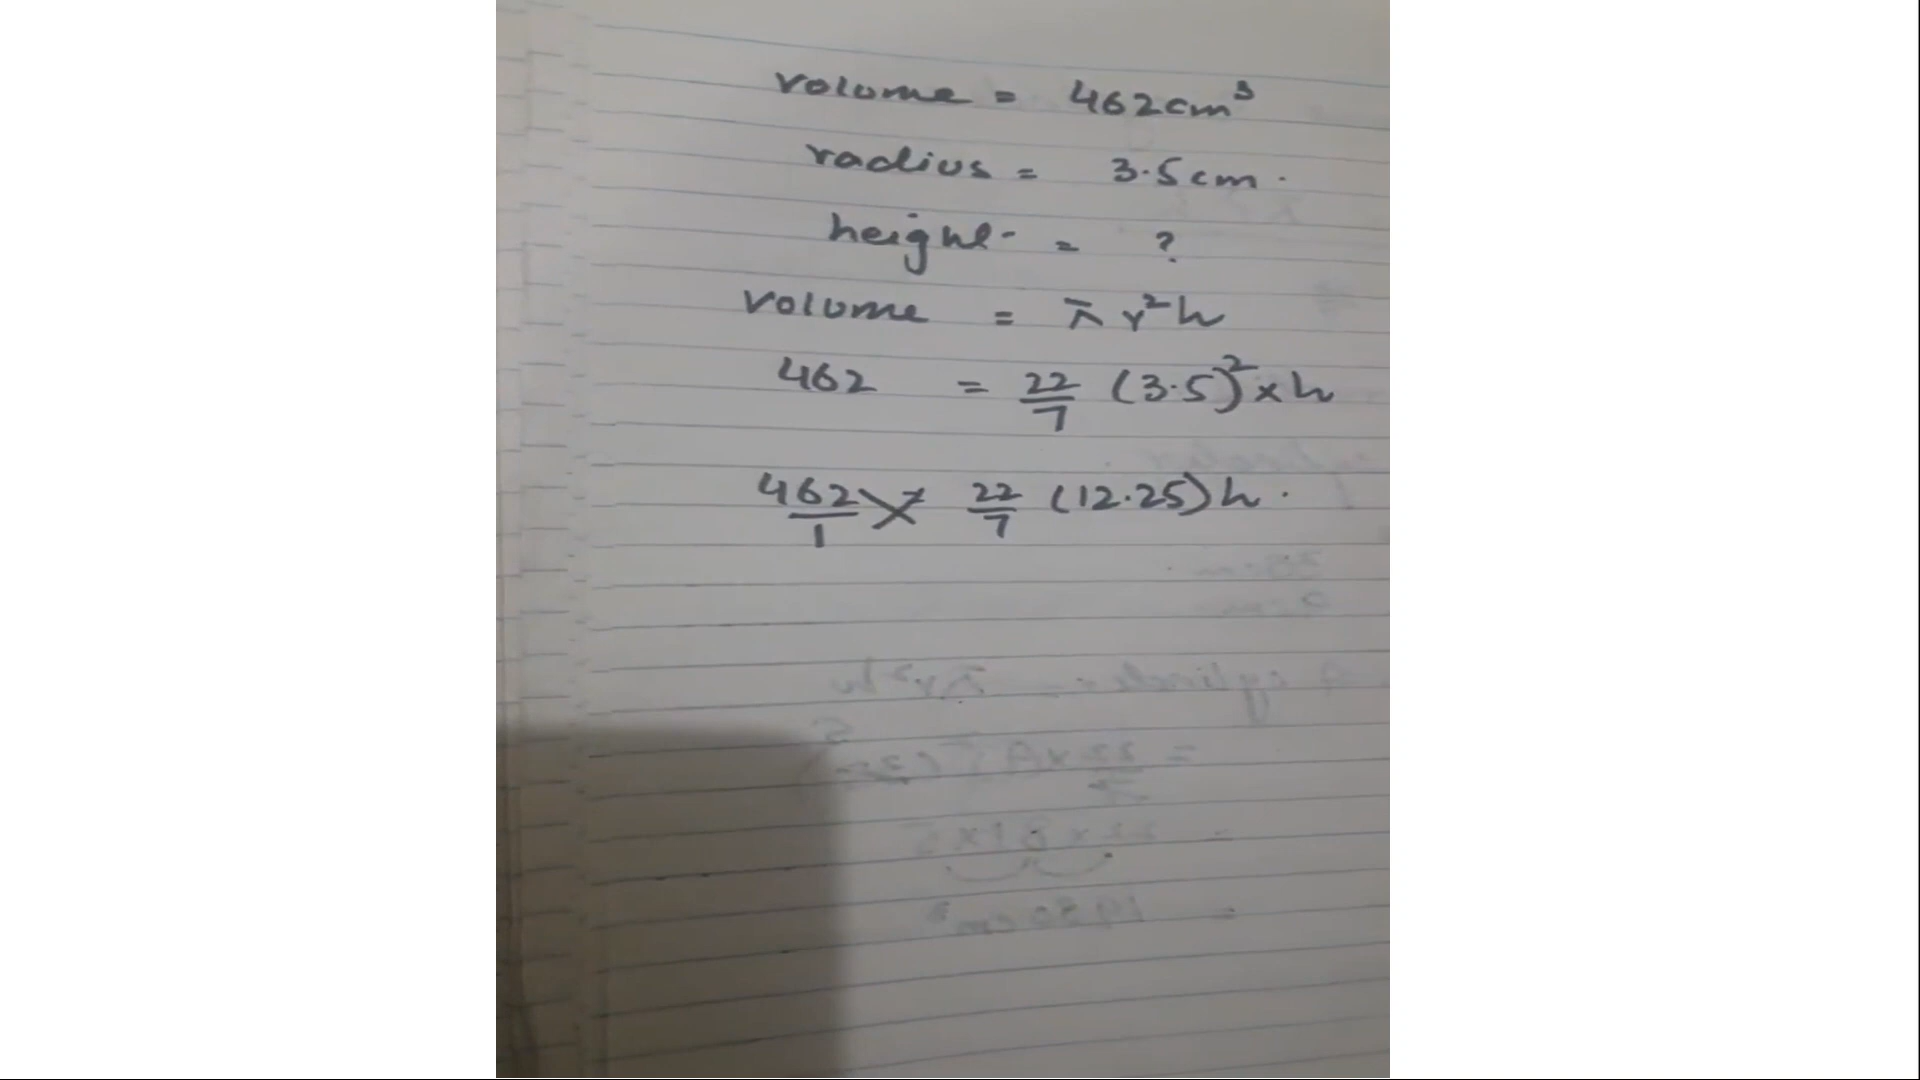 volume = 462cm³
radius = 3.5cm.
height = ?
volume = πr²h
462 = 22/7 (3.5)² × h
462/1 × 22/7 (12.25) h.